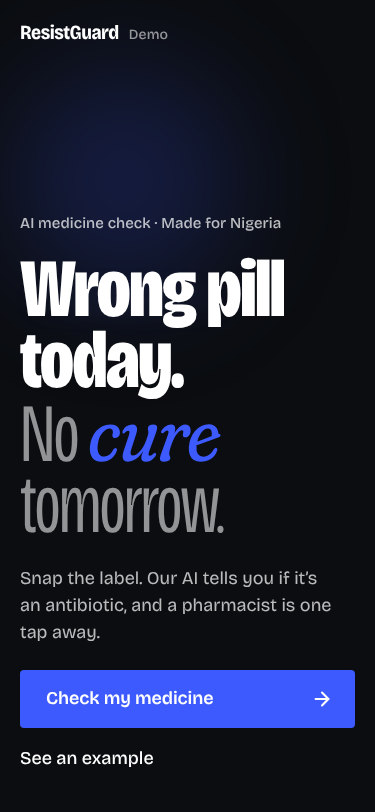 ResistGuard Demo
AI medicine check · Made for Nigeria
Wrong pill
today.
No cure
tomorrow.
Snap the label. Our AI tells you if it's
an antibiotic, and a pharmacist is one
tap away.
Check my medicine →
See an example